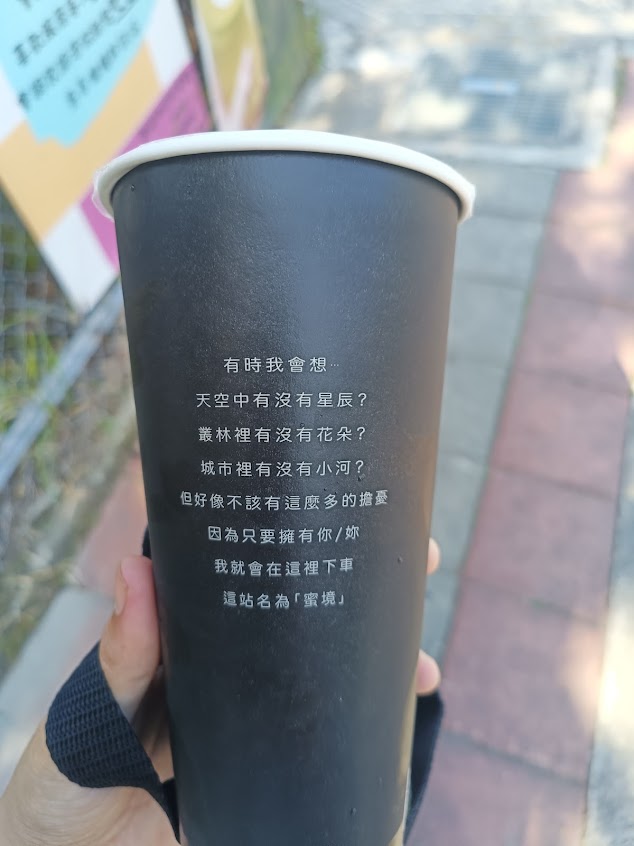 有時我會想…
天空中有沒有星辰？
叢林裡有沒有花朵？
城市裡有沒有小河？
但好像不該有這麼多的擔憂
因為只要擁有你/妳
我就會在這裡下車
這站名為「蜜境」